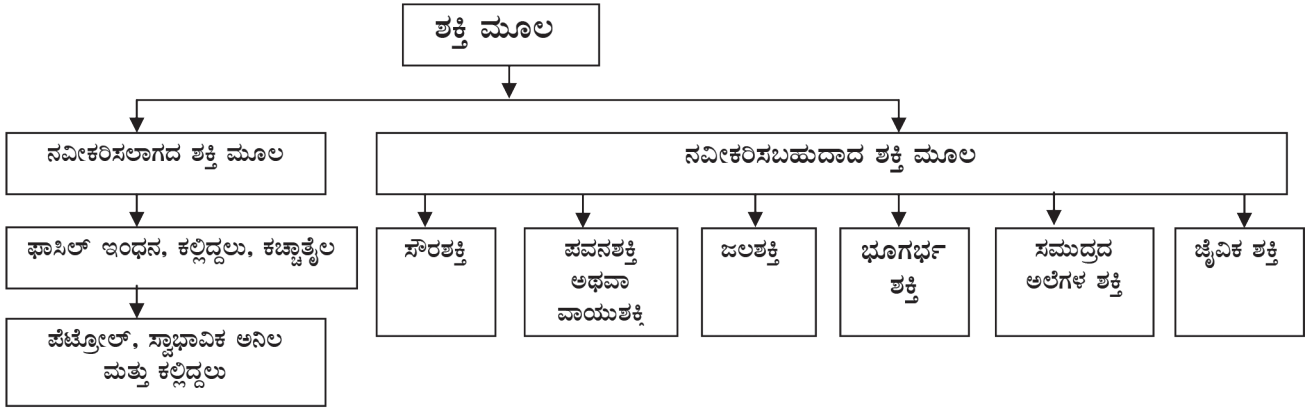 ಶಕ್ತಿ ಮೂಲ
ನವೀಕರಿಸಲಾಗದ ಶಕ್ತಿ ಮೂಲ
ನವೀಕರಿಸಬಹುದಾದ ಶಕ್ತಿ ಮೂಲ
ಫಾಸಿಲ್ ಇಂಧನ, ಕಲ್ಲಿದ್ದಲು, ಕಚ್ಚಾತೈಲ
ಪೆಟ್ರೋಲ್, ಸ್ವಾಭಾವಿಕ ಅನಿಲ
ಮತ್ತು ಕಲ್ಲಿದ್ದಲು
ಸೌರಶಕ್ತಿ
ಪವನಶಕ್ತಿ
ಅಥವಾ
ವಾಯುಶಕ್ತಿ
ಜಲಶಕ್ತಿ
ಭೂಗರ್ಭ
ಶಕ್ತಿ
ಸಮುದ್ರದ
ಅಲೆಗಳ ಶಕ್ತಿ
ಜೈವಿಕ ಶಕ್ತಿ